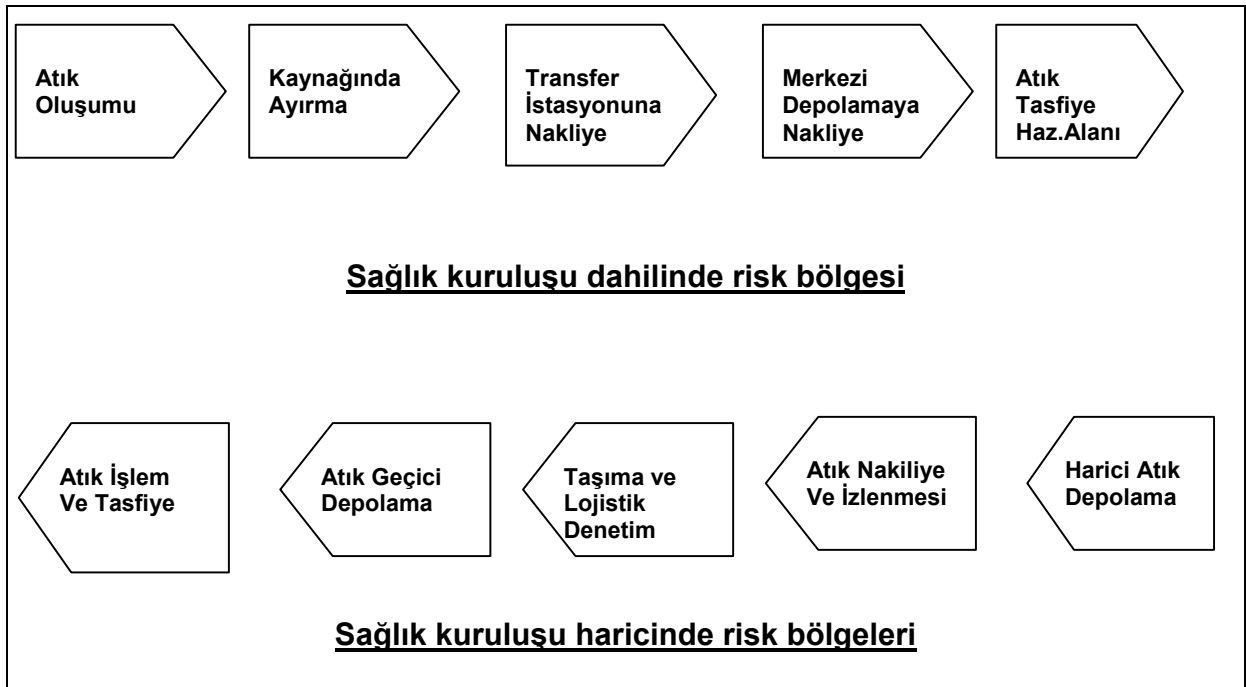 Atık
Oluşumu
Kaynağında
Ayırma
Transfer
İstasyonuna
Nakliye
Merkezi
Depolamaya
Nakliye
Atık
Tasfiye
Haz.Alanı
Sağlık kuruluşu dahilinde risk bölgesi
Atık İşlem
Ve Tasfiye
Atık Geçici
Depolama
Taşıma ve
Lojistik
Denetim
Atık Nakiliye
Ve İzlenmesi
Harici Atık
Depolama
Sağlık kuruluşu haricinde risk bölgeleri